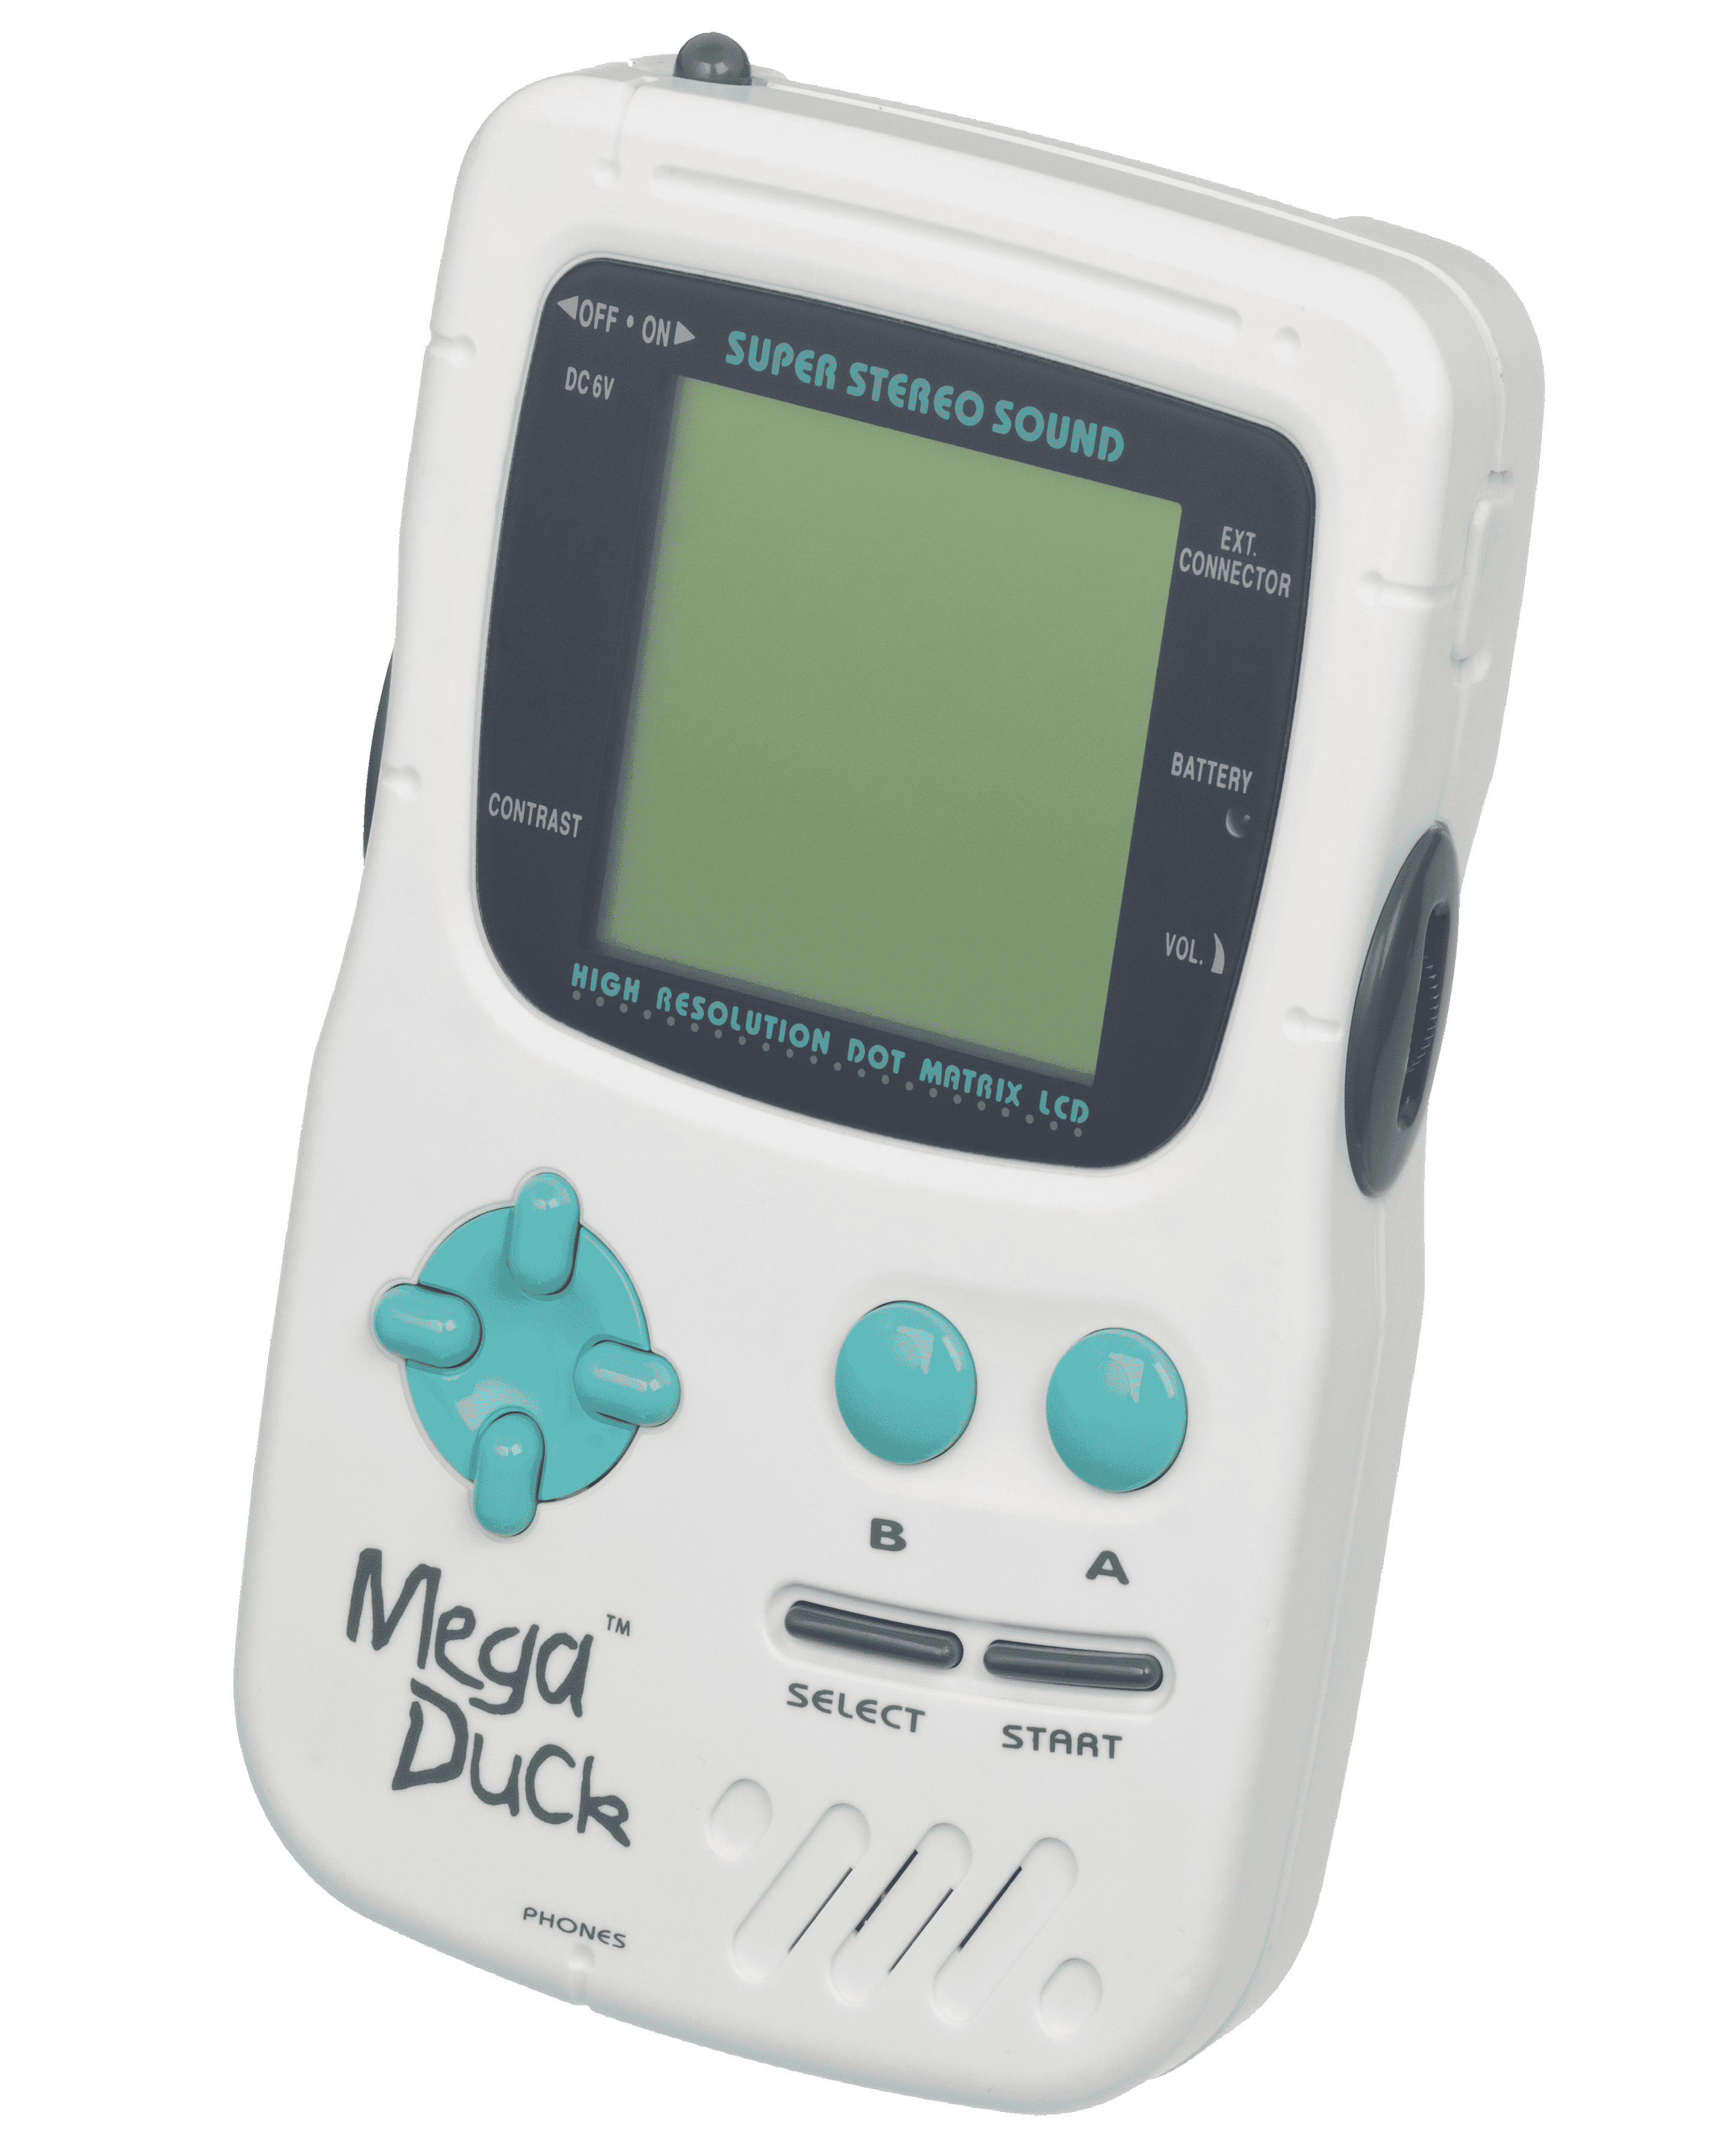 ◀OFF • ON▶
SUPER STEREO SOUND
DC 6V
EXT.
CONNECTOR
BATTERY
CONTRAST
VOL.
HIGH RESOLUTION DOT MATRIX LCD
B
A
Mega™
Duck
SELECT
START
PHONES